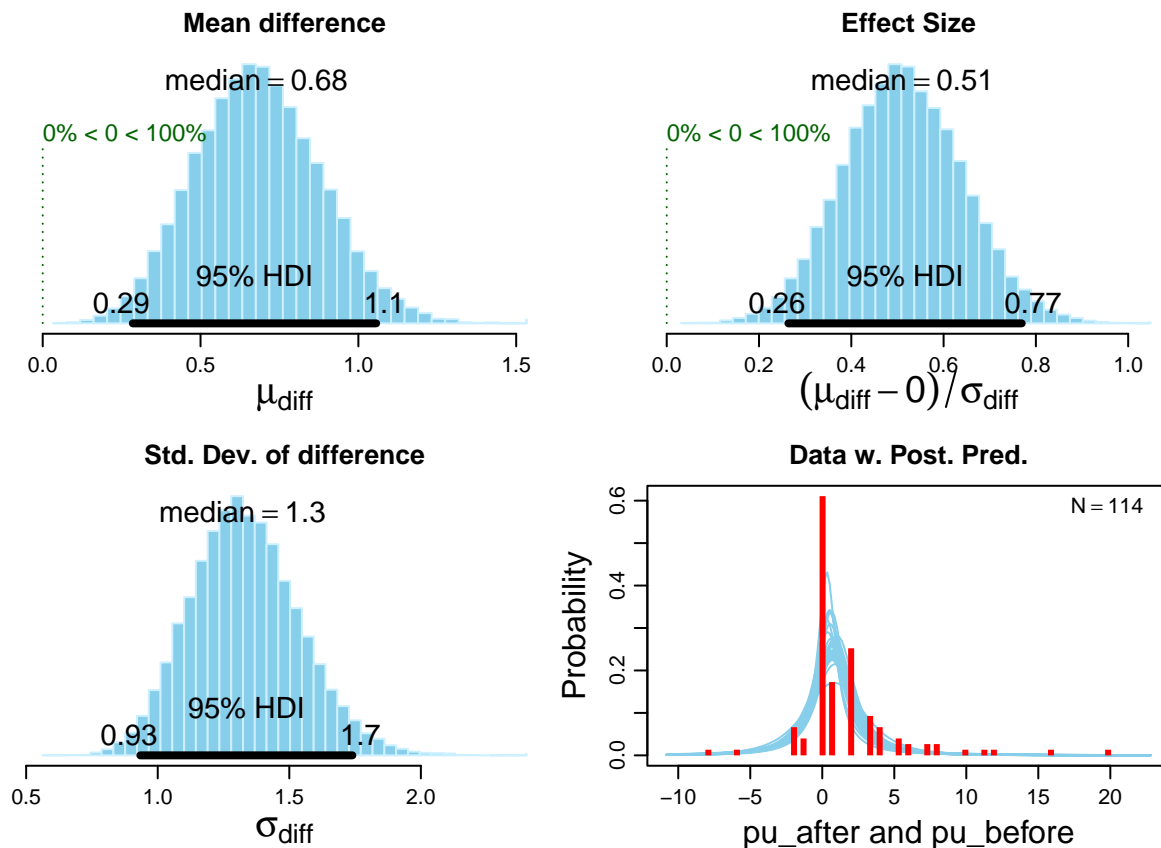 Mean difference
median = 0.68
0% < 0 < 100%
95% HDI
0.29 1.1
0.0 0.5 1.0 1.5
μdiff
Effect Size
median = 0.51
0% < 0 < 100%
95% HDI
0.26 0.77
0.0 0.2 0.4 0.6 0.8 1.0
(μdiff − 0)/σdiff
Std. Dev. of difference
median = 1.3
95% HDI
0.93 1.7
0.5 1.0 1.5 2.0
σdiff
Data w. Post. Pred.
N = 114
Probability
0.0 0.2 0.4 0.6
−10 −5 0 5 10 15 20
pu_after and pu_before